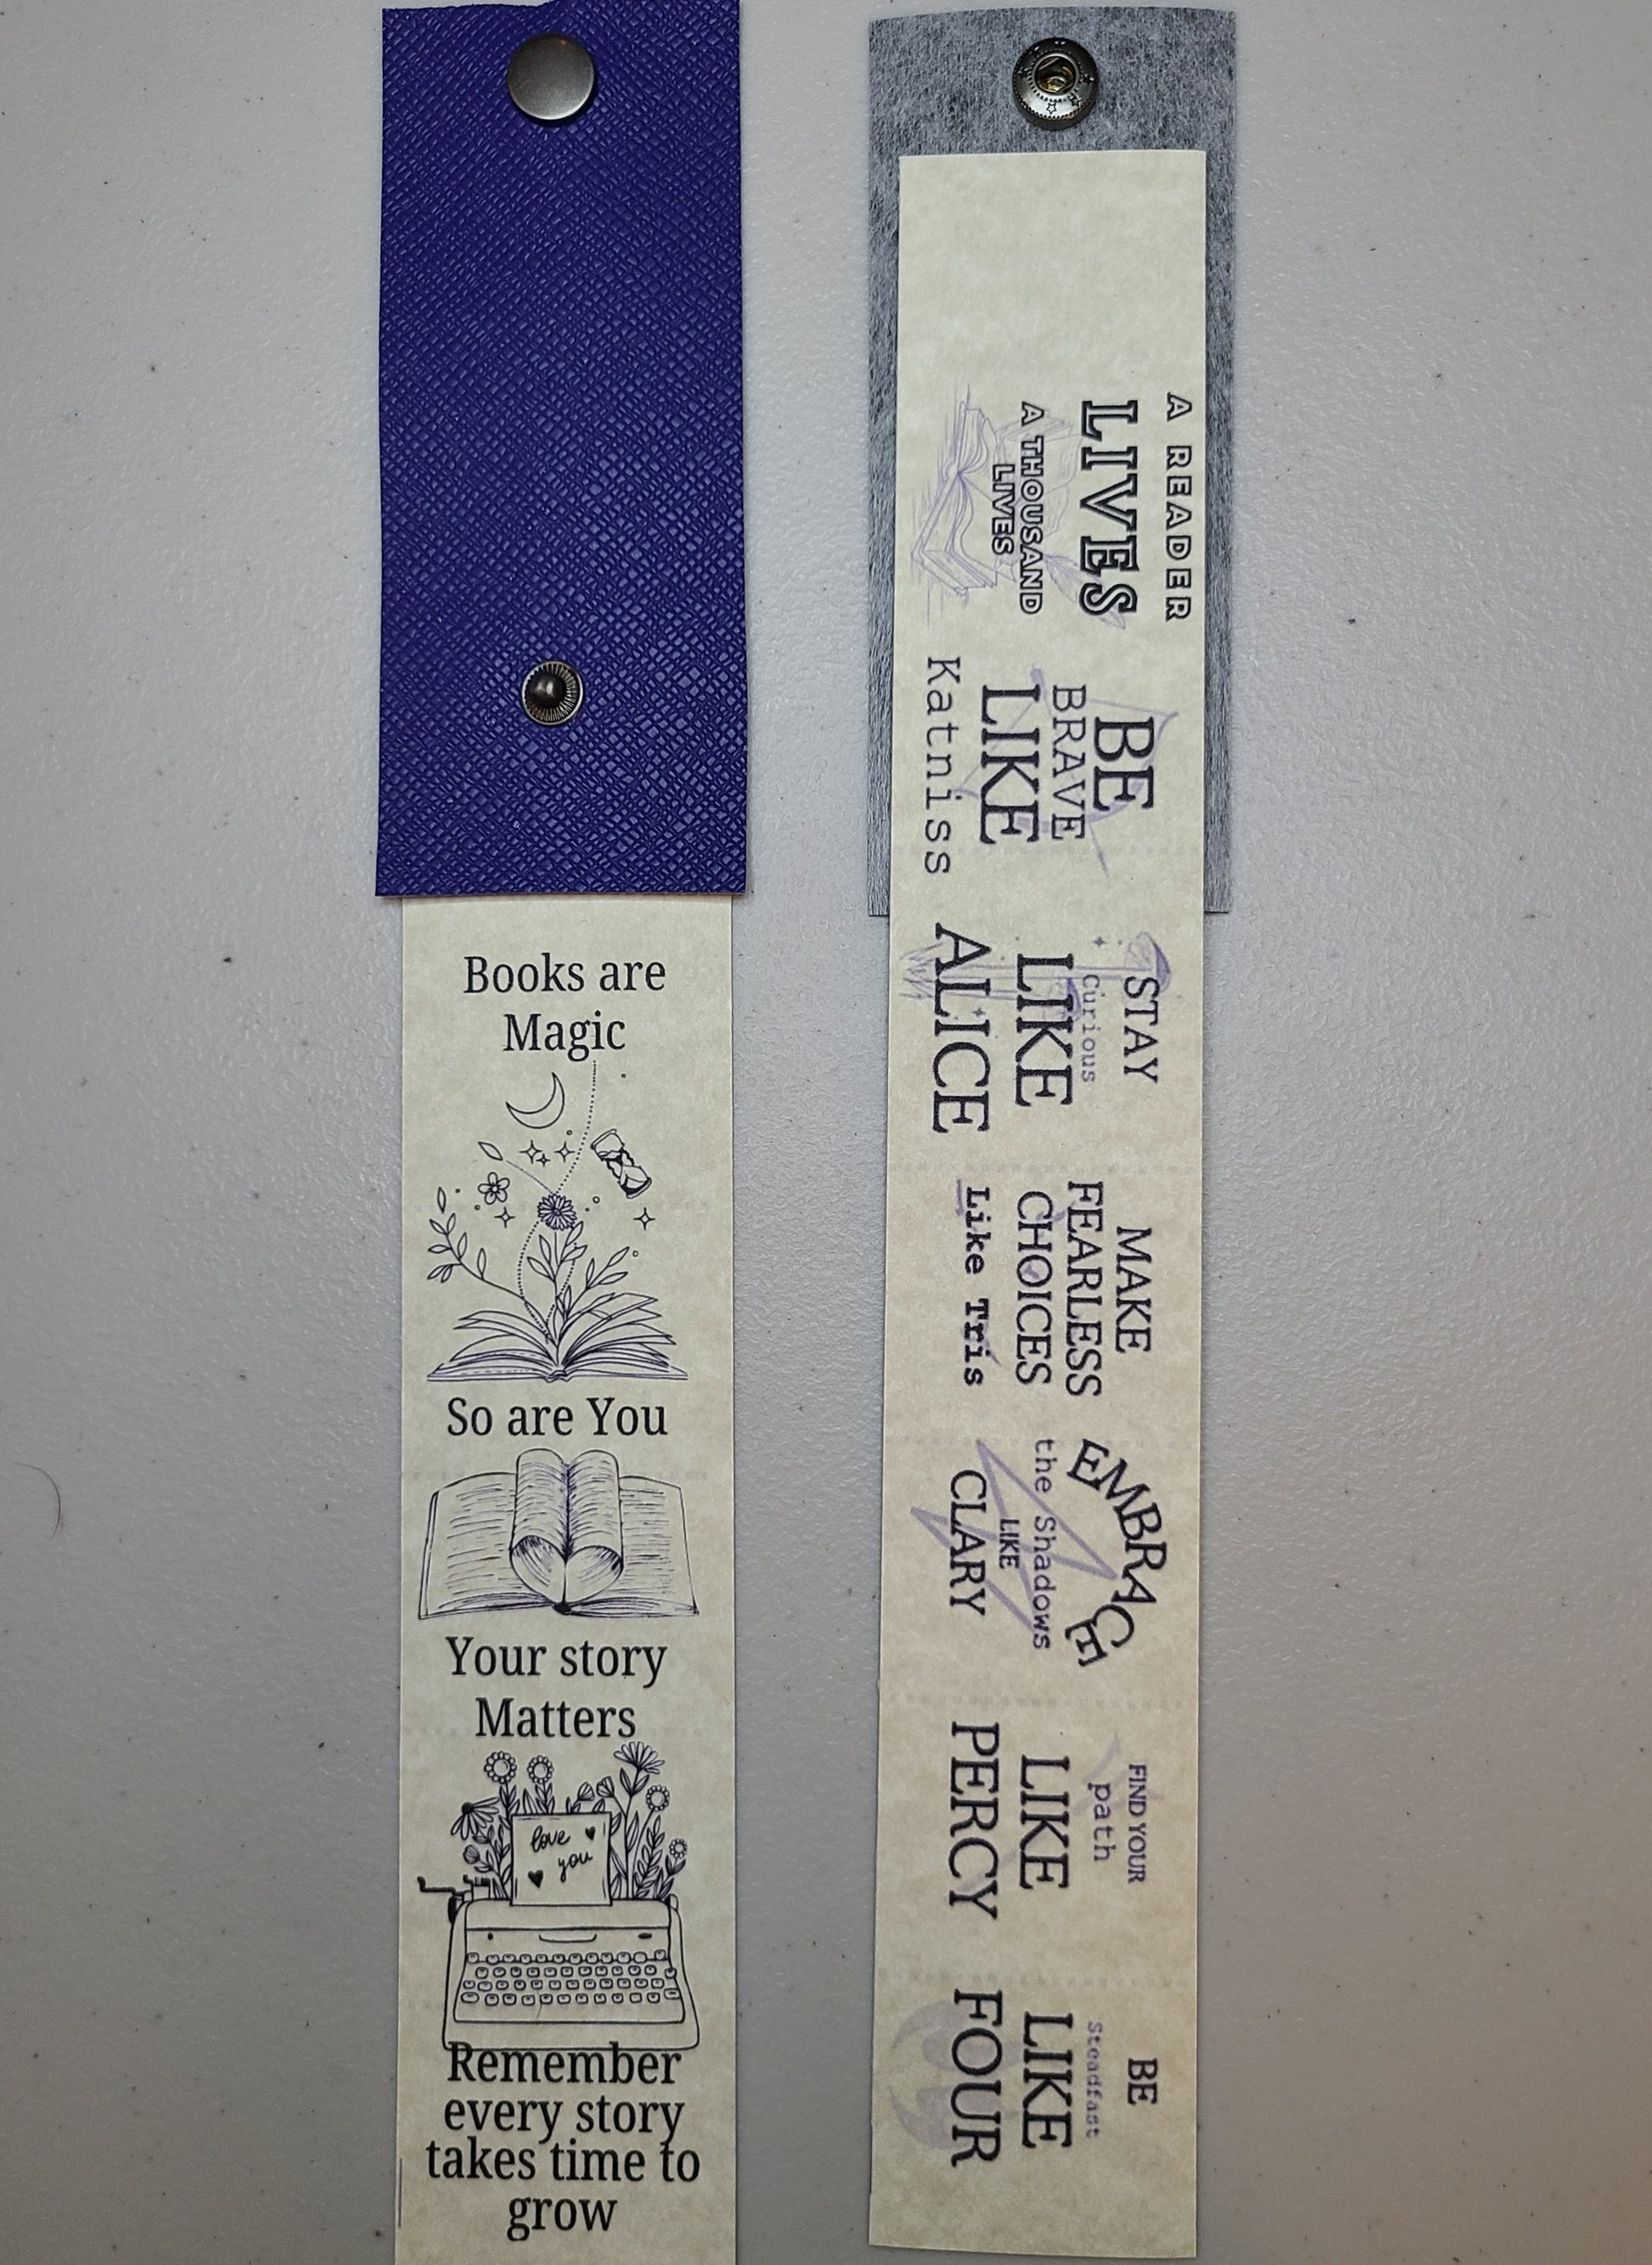 Books are
Magic
So are You
Your story
Matters
love
you
Remember
every story
takes time to
grow
A READER
LIVES
A THOUSAND
LIVES
BE
BRAVE
LIKE
Katniss
STAY
Curious
LIKE
ALICE
MAKE
FEARLESS
CHOICES
Like Tris
EMBRACE
the Shadows
LIKE
CLARY
FIND YOUR
path
LIKE
PERCY
BE
Steadfast
LIKE
FOUR